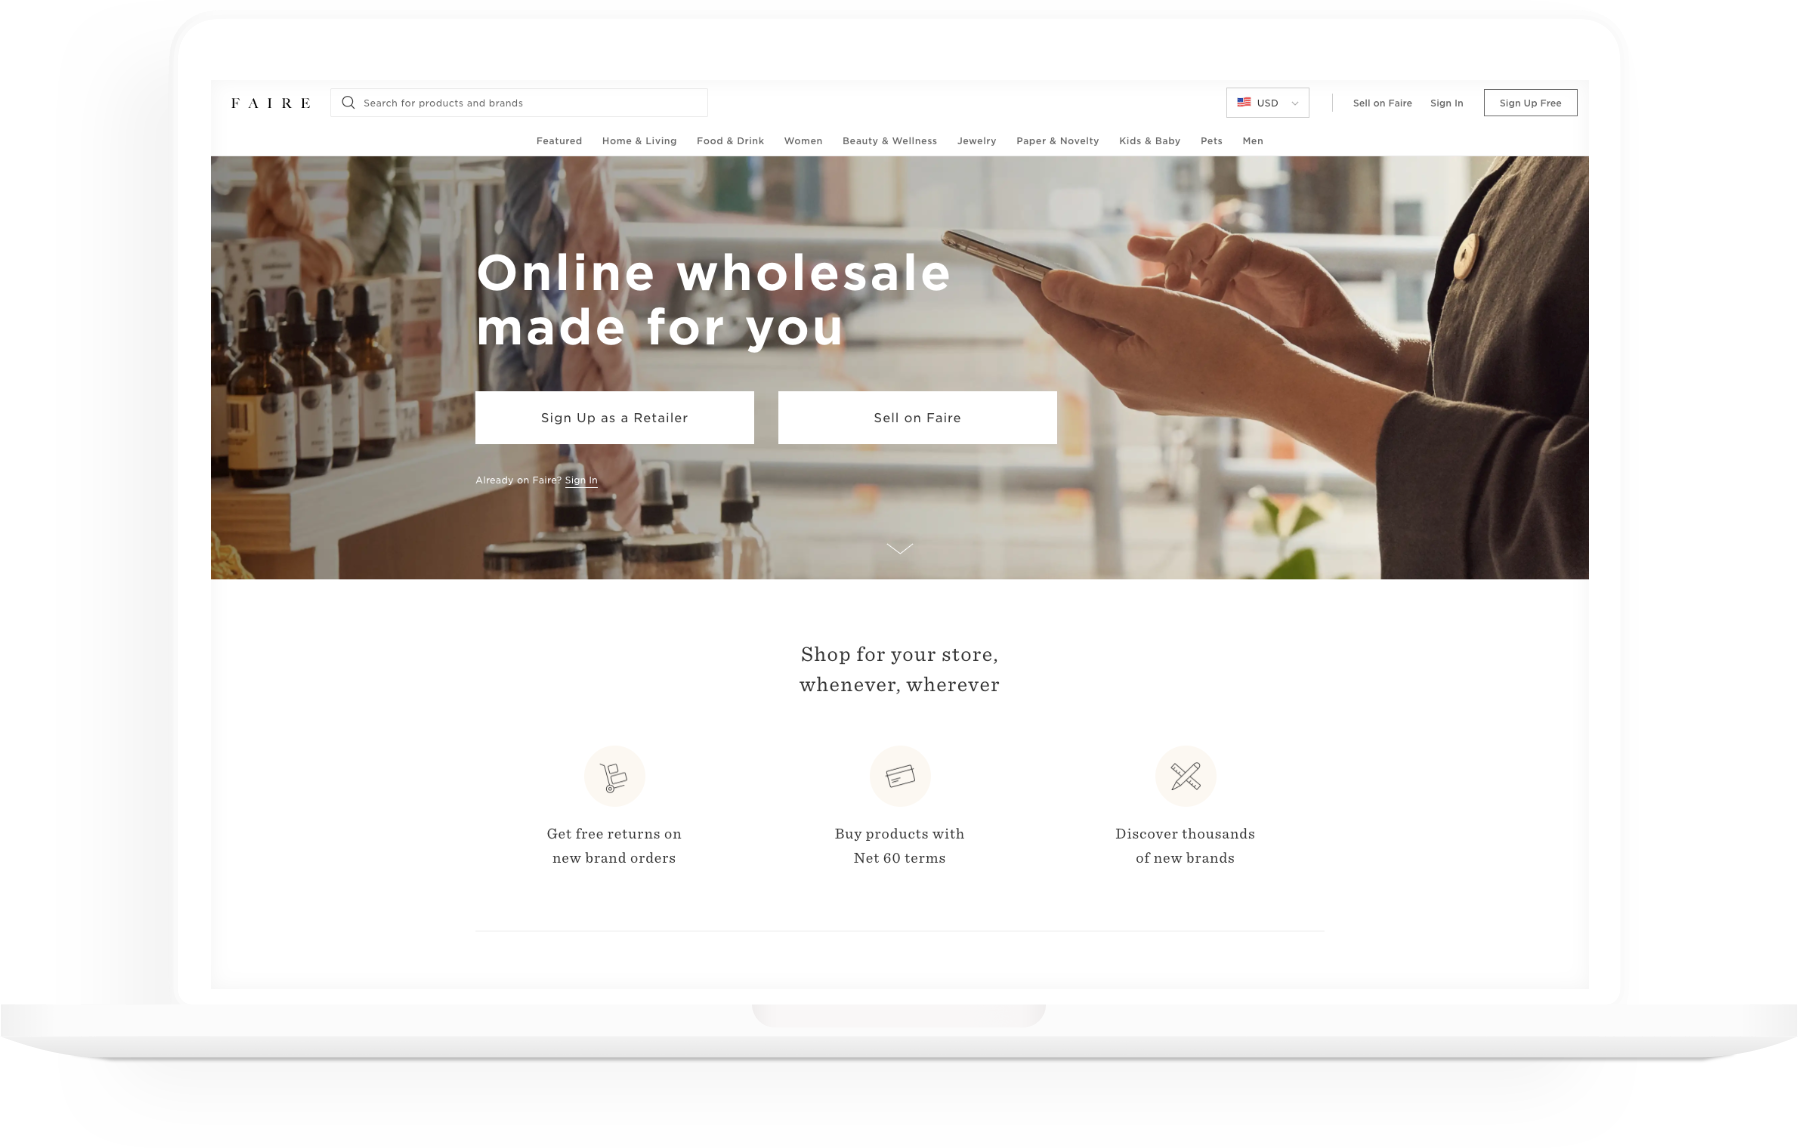 FAIRE
Search for products and brands
USD
Sell on Faire
Sign In
Sign Up Free
Featured Home & Living Food & Drink Women Beauty & Wellness Jewelry Paper & Novelty Kids & Baby Pets Men
Online wholesale
made for you
Sign Up as a Retailer
Sell on Faire
Already on Faire? Sign In
Shop for your store,
whenever, wherever
Get free returns on
new brand orders
Buy products with
Net 60 terms
Discover thousands
of new brands